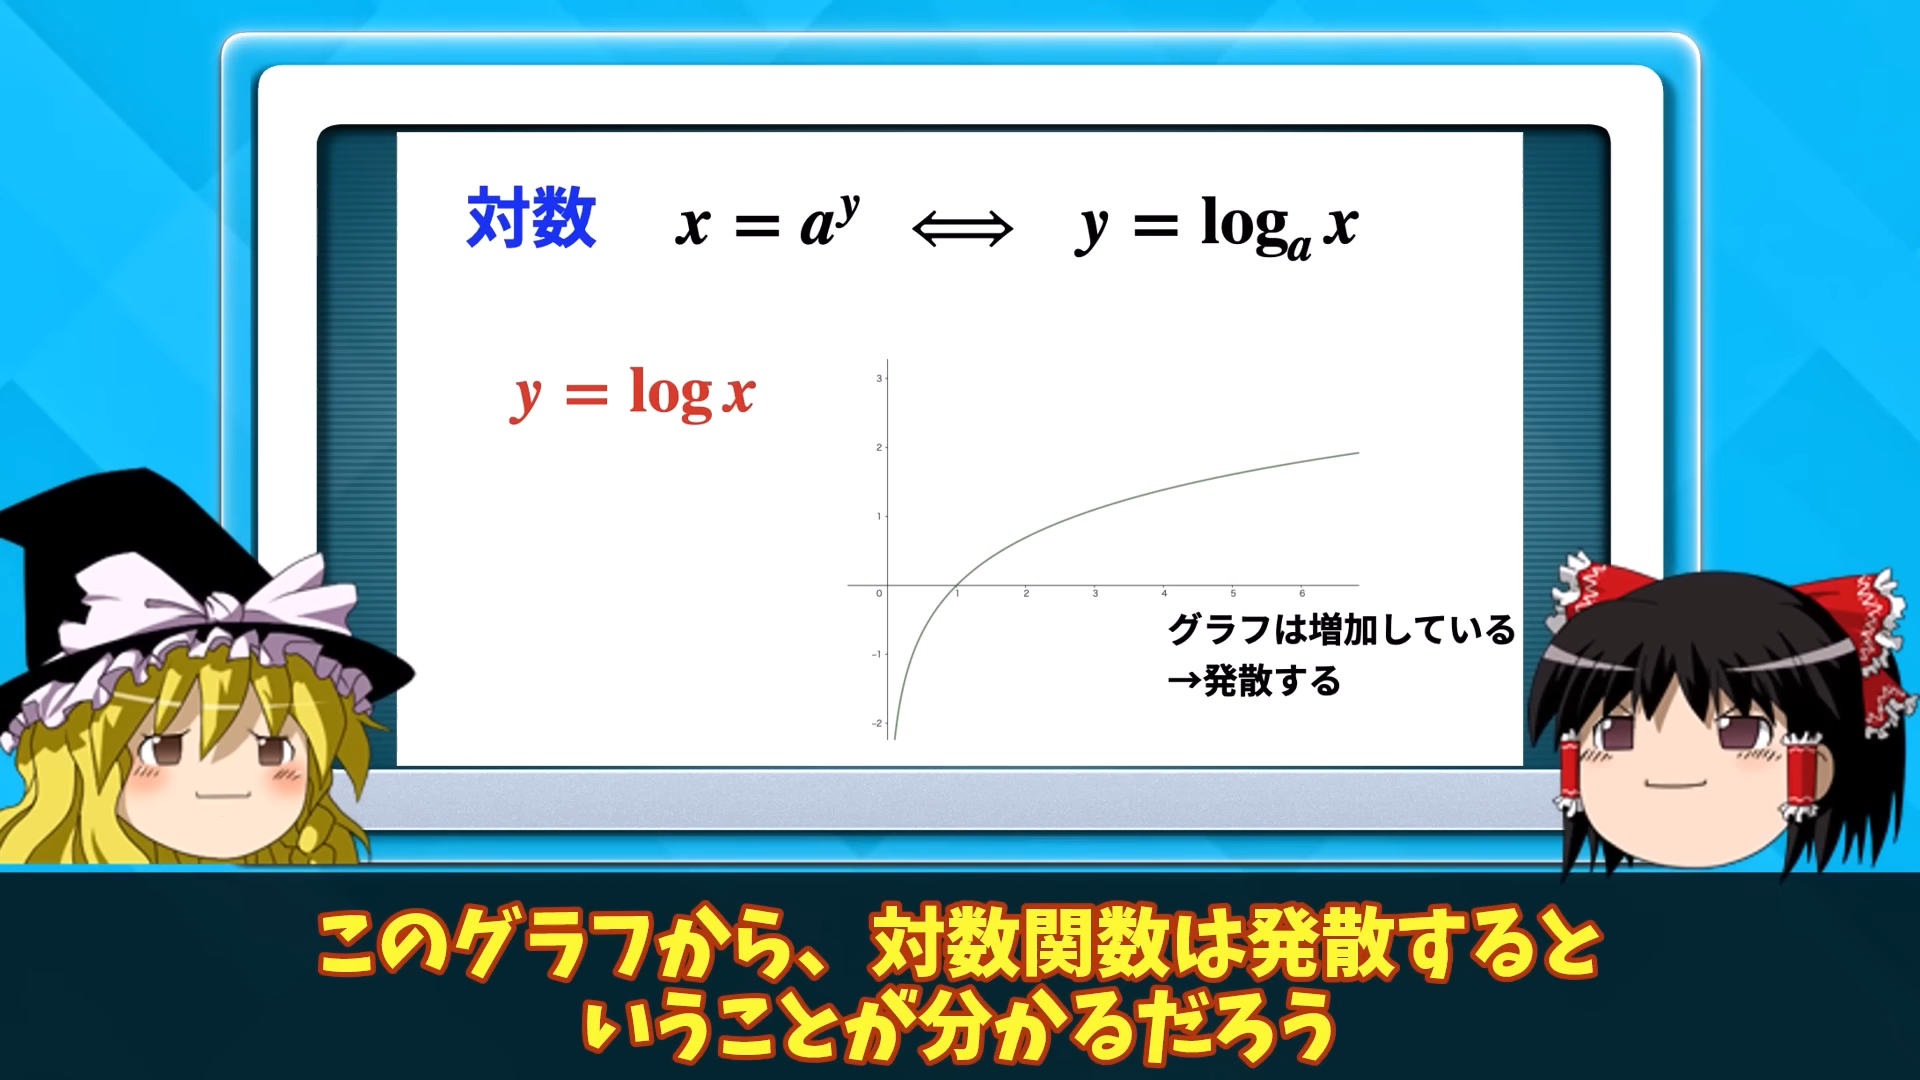 対数 x = a^y ⟺ y = log_a x
y = log x
3
2
1
0 1 2 3 4 5 6
-1
-2
グラフは増加している
→発散する
このグラフから、対数関数は発散すると
いうことが分かるだろう